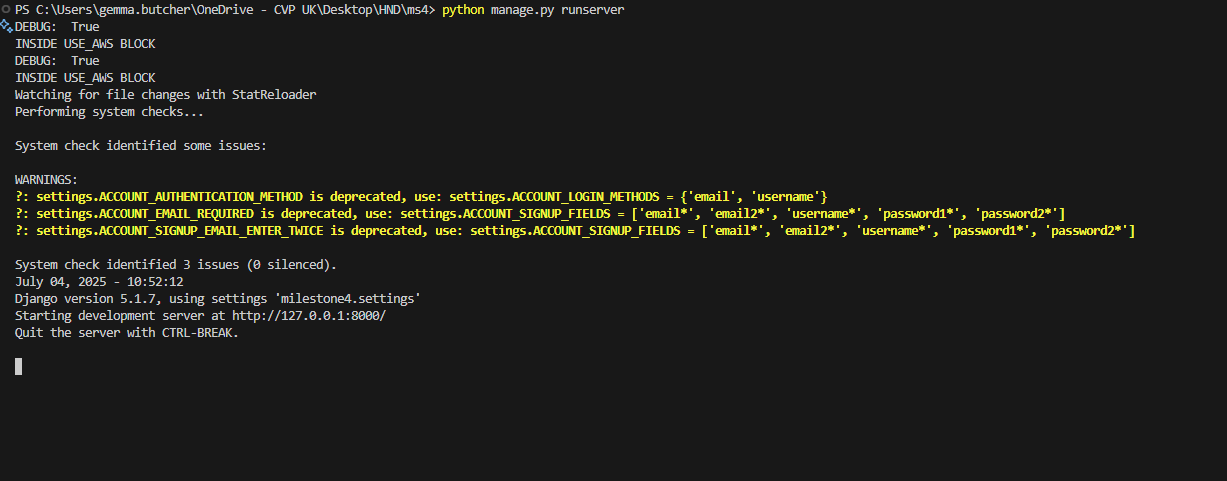 PS C:\Users\gemma.butcher\OneDrive - CVP UK\Desktop\HND\ms4> python manage.py runserver
DEBUG:  True
INSIDE USE_AWS BLOCK
DEBUG:  True
INSIDE USE_AWS BLOCK
Watching for file changes with StatReloader
Performing system checks...
System check identified some issues:
WARNINGS:
?: settings.ACCOUNT_AUTHENTICATION_METHOD is deprecated, use: settings.ACCOUNT_LOGIN_METHODS = {'email', 'username'}
?: settings.ACCOUNT_EMAIL_REQUIRED is deprecated, use: settings.ACCOUNT_SIGNUP_FIELDS = ['email*', 'email2*', 'username*', 'password1*', 'password2*']
?: settings.ACCOUNT_SIGNUP_EMAIL_ENTER_TWICE is deprecated, use: settings.ACCOUNT_SIGNUP_FIELDS = ['email*', 'email2*', 'username*', 'password1*', 'password2*']
System check identified 3 issues (0 silenced).
July 04, 2025 - 10:52:12
Django version 5.1.7, using settings 'milestone4.settings'
Starting development server at http://127.0.0.1:8000/
Quit the server with CTRL-BREAK.